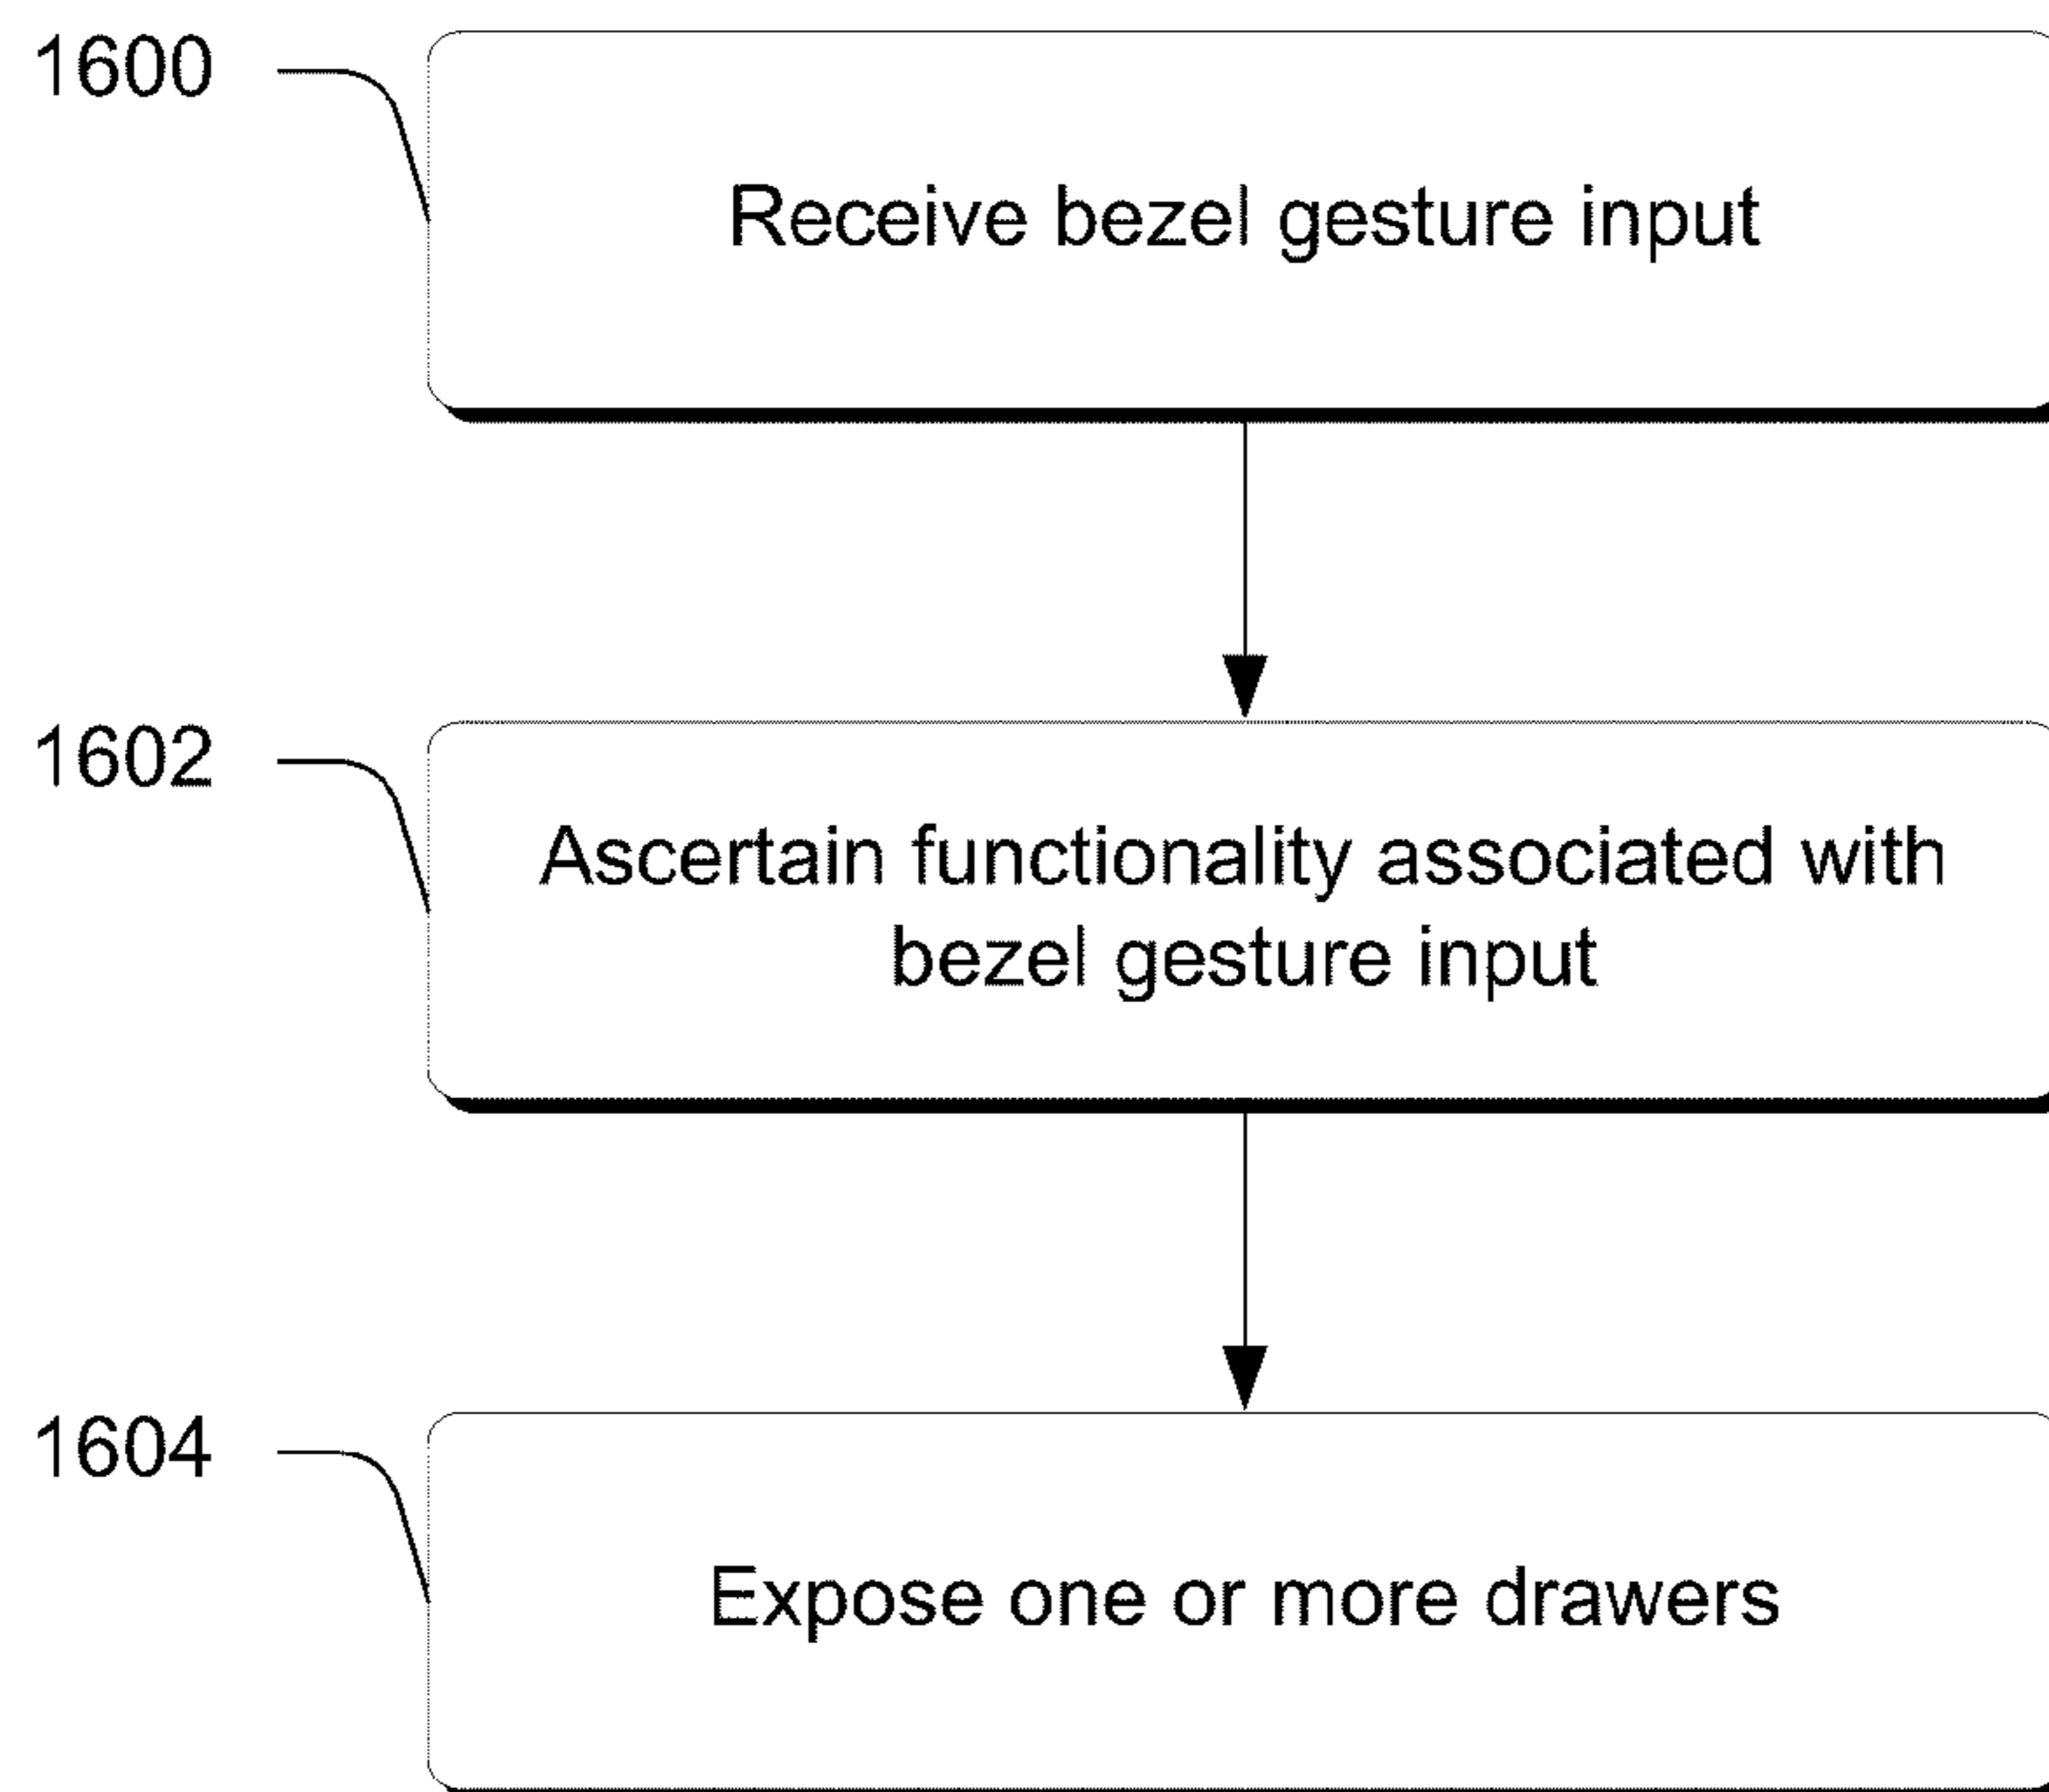 1600
Receive bezel gesture input
1602
Ascertain functionality associated with
bezel gesture input
1604
Expose one or more drawers